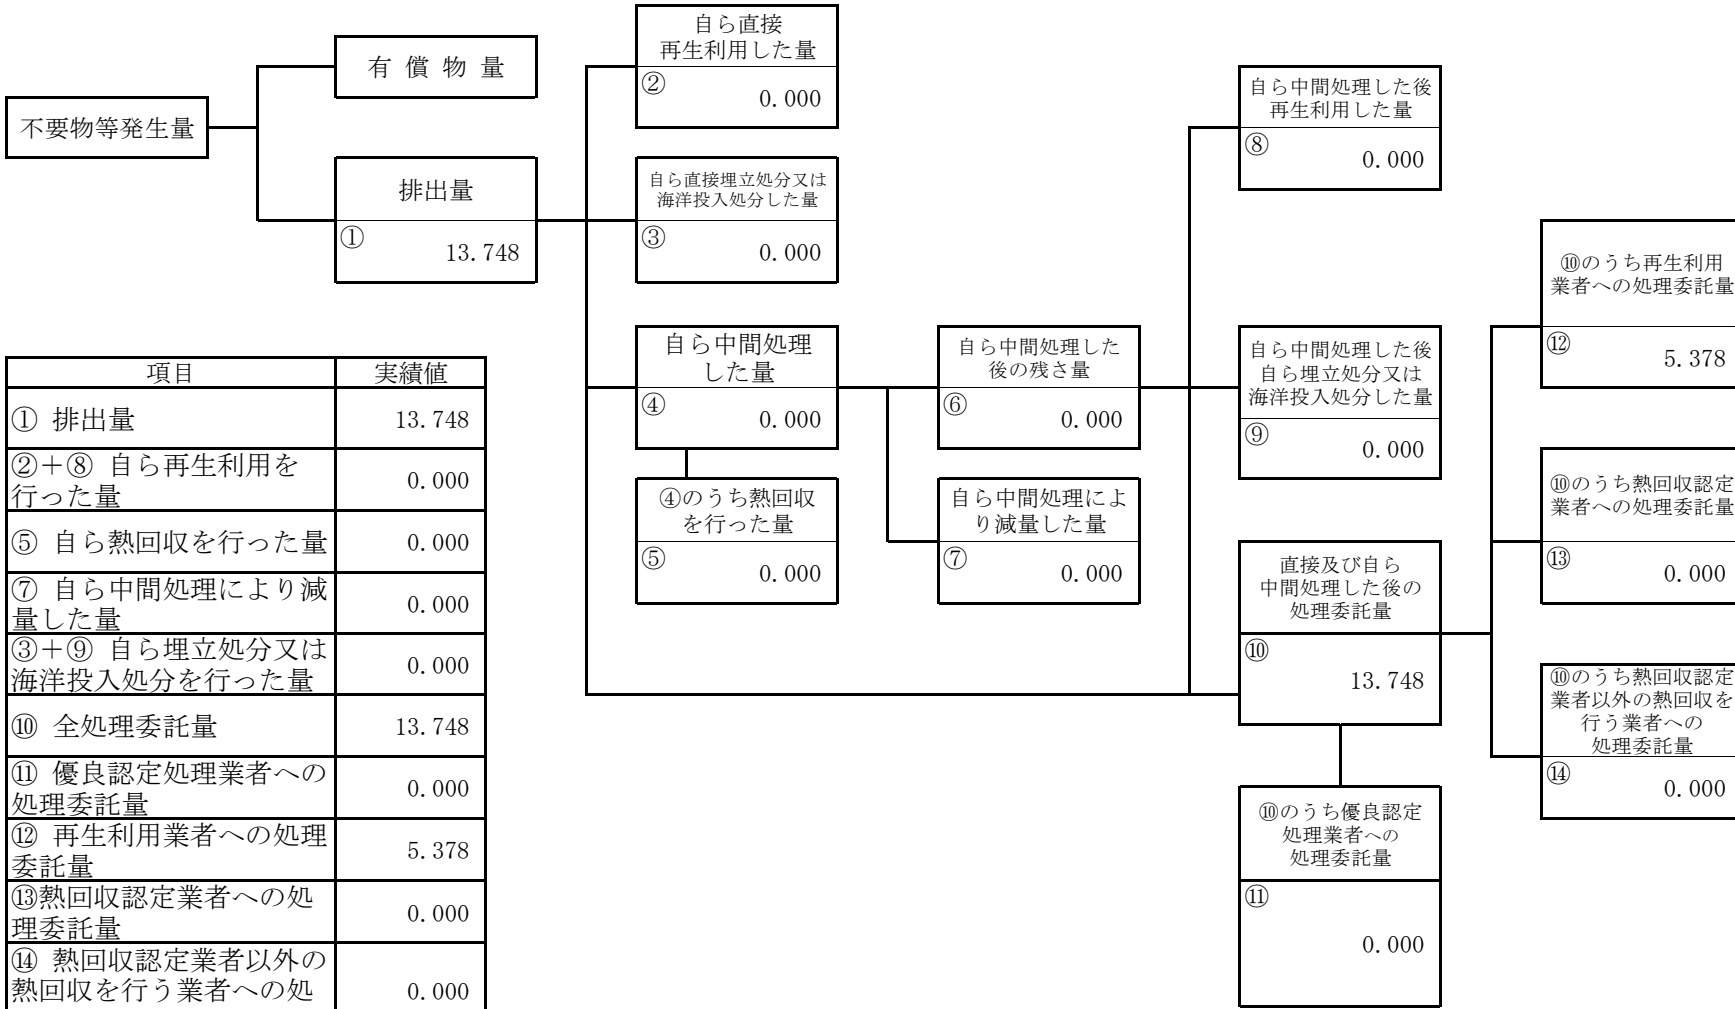 不要物等発生量
有償物量
排出量
①
13.748
自ら直接
再生利用した量
②
0.000
自ら直接埋立処分又は
海洋投入処分した量
③
0.000
自ら中間処理
した量
④
0.000
④のうち熱回収
を行った量
⑤
0.000
自ら中間処理した
後の残さ量
⑥
0.000
自ら中間処理によ
り減量した量
⑦
0.000
自ら中間処理した後
再生利用した量
⑧
0.000
自ら中間処理した後
自ら埋立処分又は
海洋投入処分した量
⑨
0.000
直接及び自ら
中間処理した後の
処理委託量
⑩
13.748
⑩のうち優良認定
処理業者への
処理委託量
⑪
0.000
⑩のうち再生利用
業者への処理委託量
⑫
5.378
⑩のうち熱回収認定
業者への処理委託量
⑬
0.000
⑩のうち熱回収認定
業者以外の熱回収を
行う業者への
処理委託量
⑭
0.000
項目 実績値
① 排出量 13.748
②+⑧ 自ら再生利用を
行った量 0.000
⑤ 自ら熱回収を行った量 0.000
⑦ 自ら中間処理により減
量した量 0.000
③+⑨ 自ら埋立処分又は
海洋投入処分を行った量 0.000
⑩ 全処理委託量 13.748
⑪ 優良認定処理業者への
処理委託量 0.000
⑫ 再生利用業者への処理
委託量 5.378
⑬熱回収認定業者への処
理委託量 0.000
⑭ 熱回収認定業者以外の
熱回収を行う業者への処 0.000